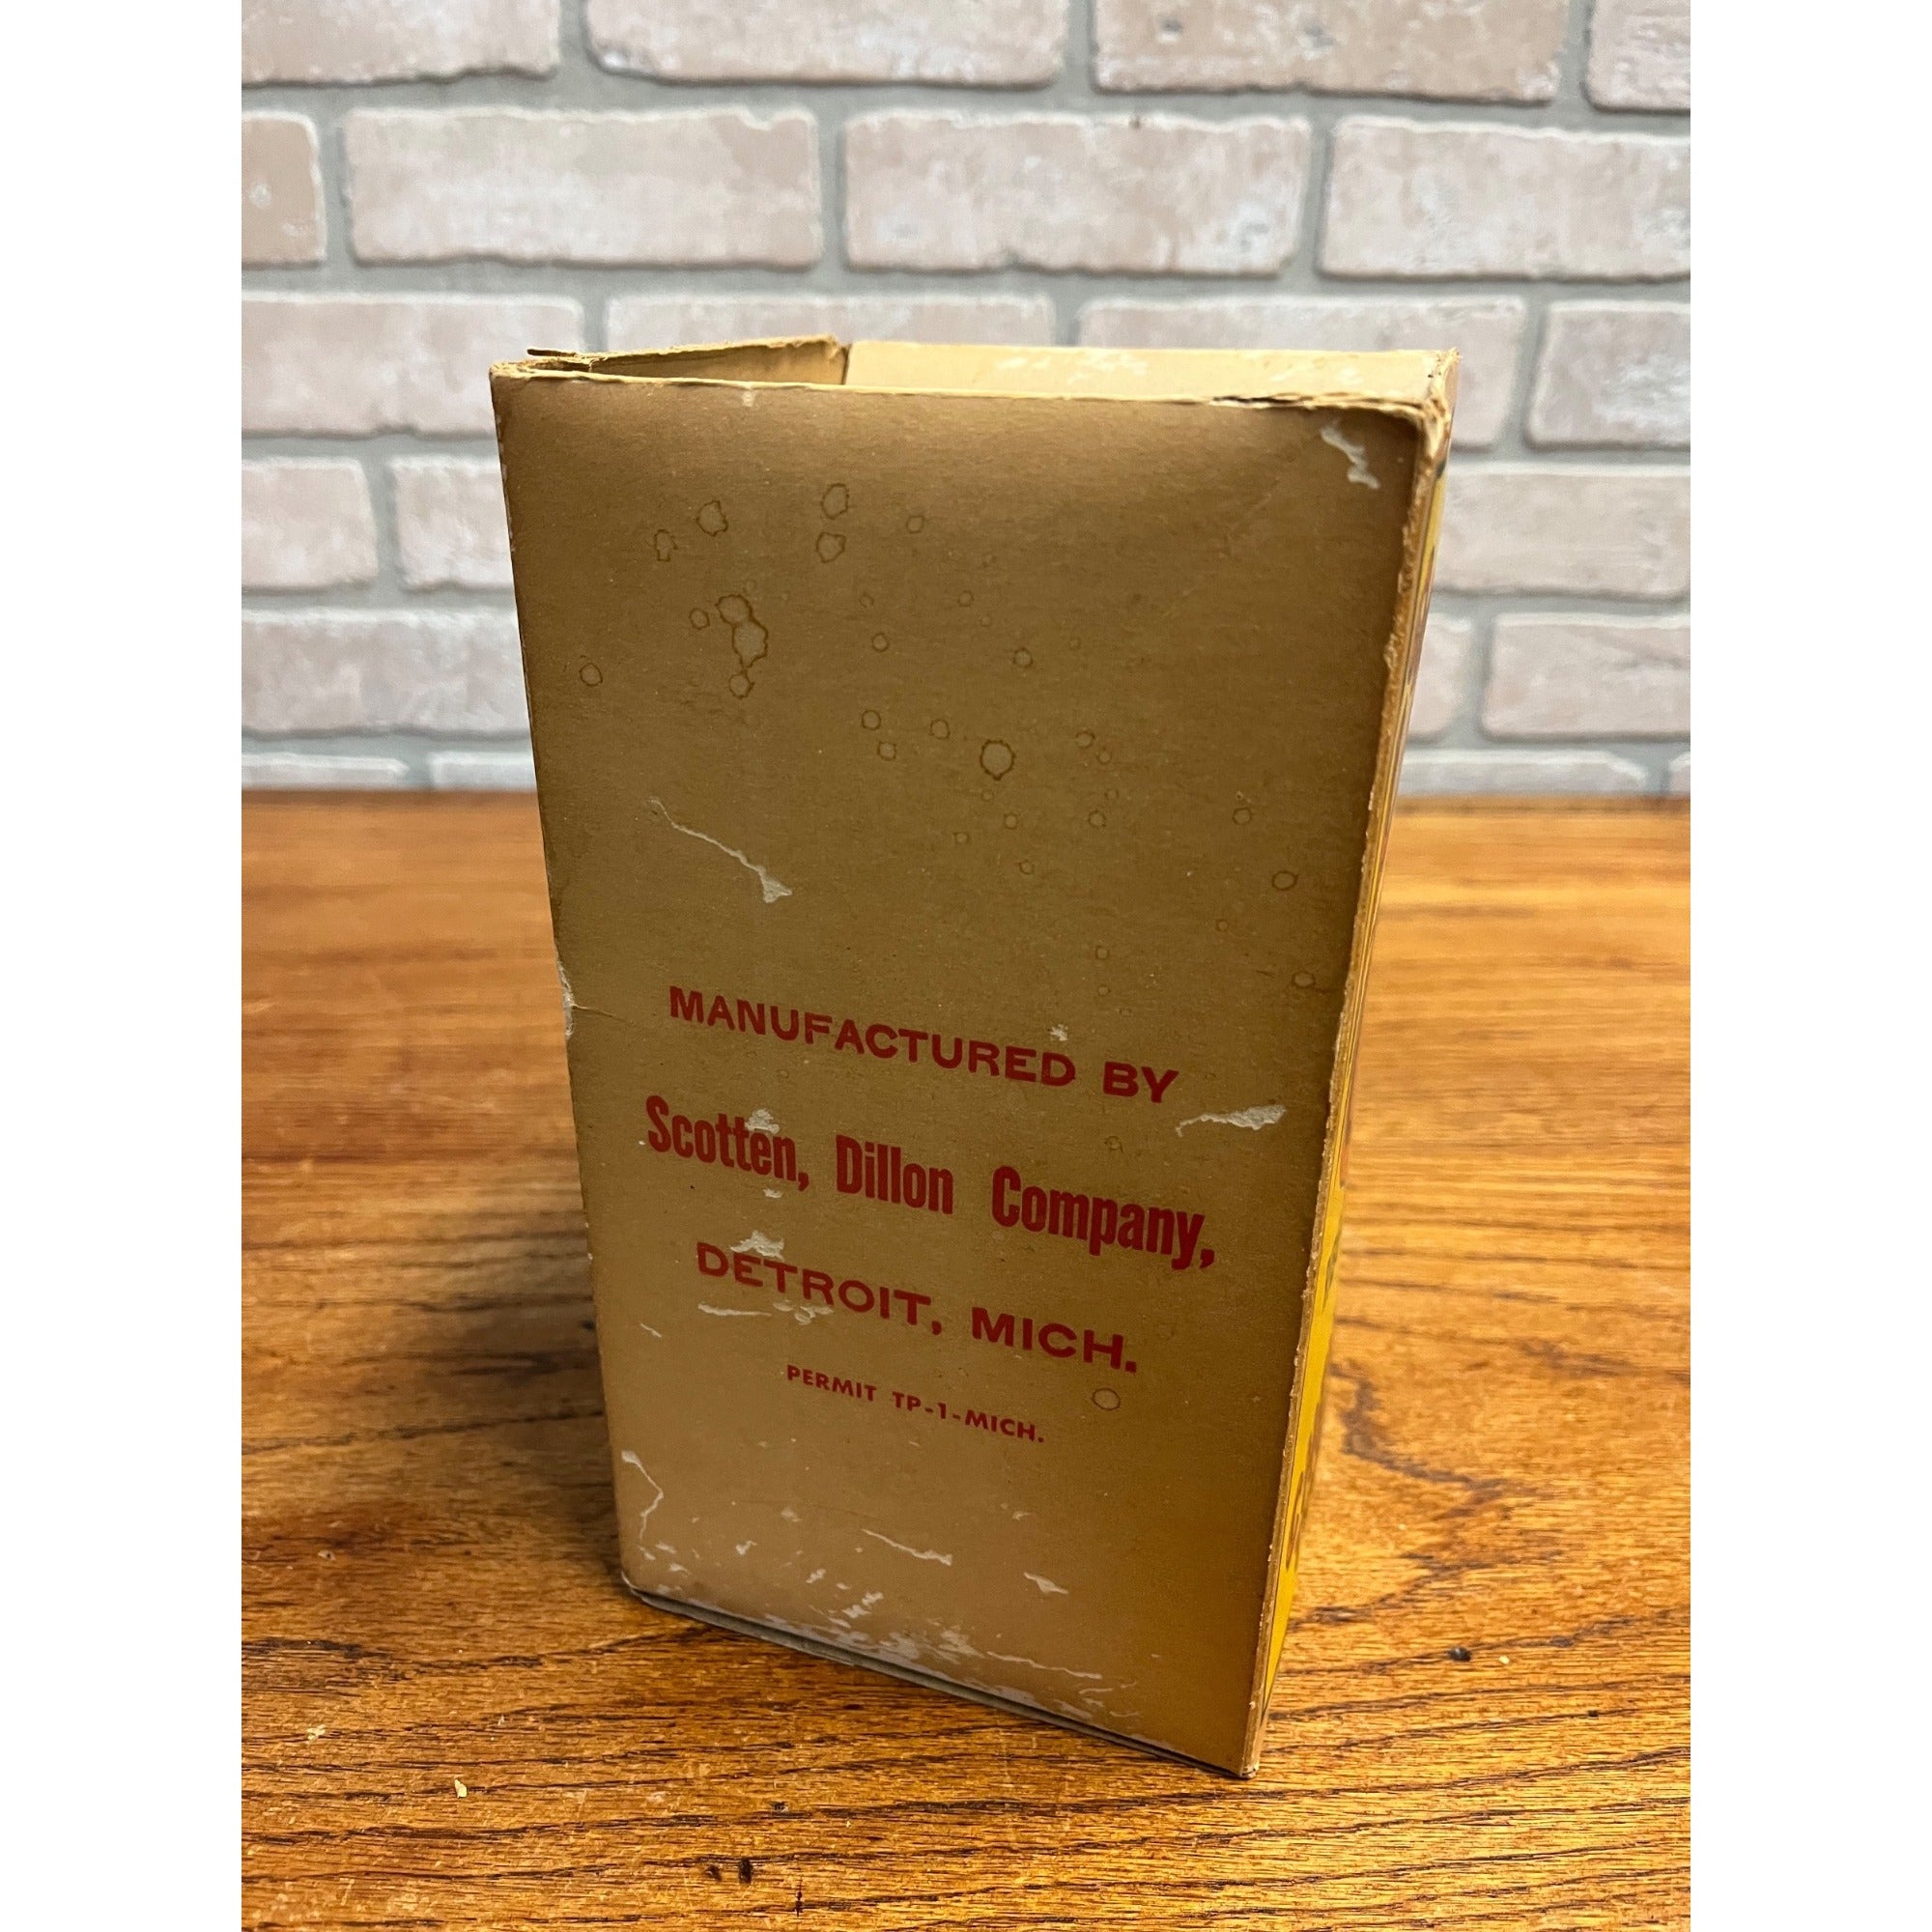 MANUFACTURED BY
Scotten, Dillon Company,
DETROIT, MICH.
PERMIT TP-1-MICH.